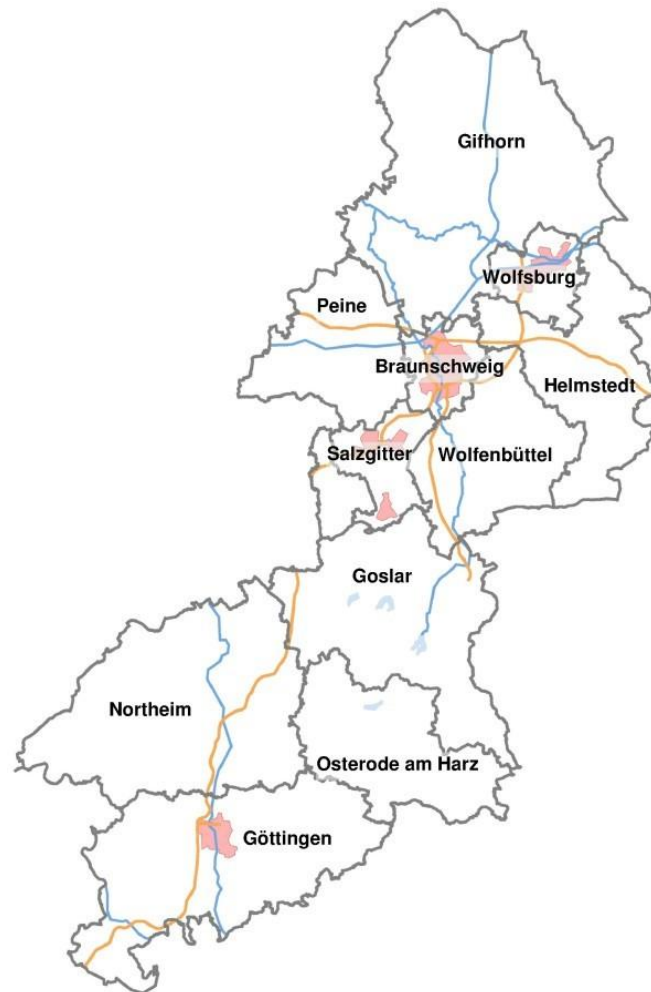 Gifhorn
Wolfsburg
Peine
Braunschweig
Helmstedt
Salzgitter
Wolfenbüttel
Goslar
Northeim
Osterode am Harz
Göttingen